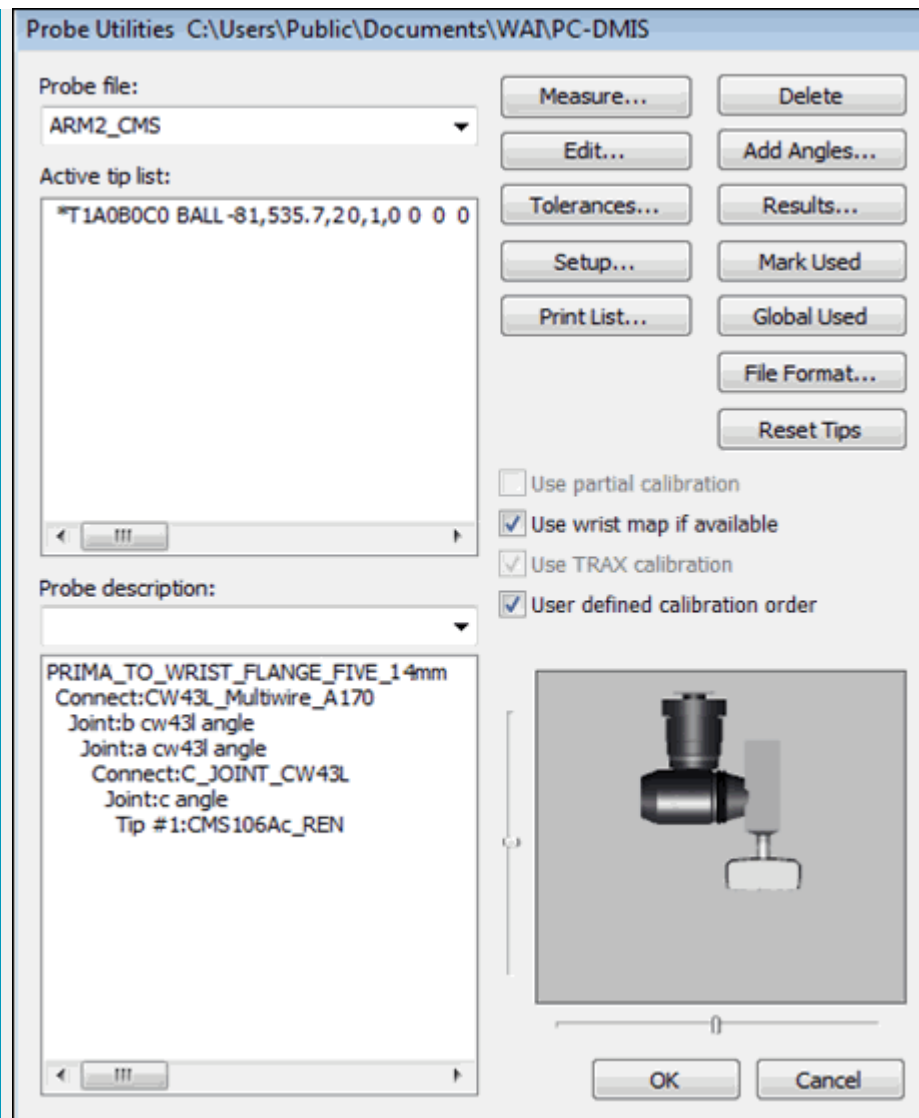 Probe Utilities C:\Users\Public\Documents\WAI\PC-DMIS
Probe file:
ARM2_CMS
Active tip list:
*T1A0B0C0 BALL -81,535.7,20,1,0 0 0 0
Measure...
Delete
Edit...
Add Angles...
Tolerances...
Results...
Setup...
Mark Used
Print List...
Global Used
File Format...
Reset Tips
Use partial calibration
Use wrist map if available
Use TRAX calibration
User defined calibration order
Probe description:
PRIMA_TO_WRIST_FLANGE_FIVE_14mm
Connect:CW43L_Multiwire_A170
Joint:b cw43l angle
Joint:a cw43l angle
Connect:C_JOINT_CW43L
Joint:c angle
Tip #1:CMS106Ac_REN
OK
Cancel